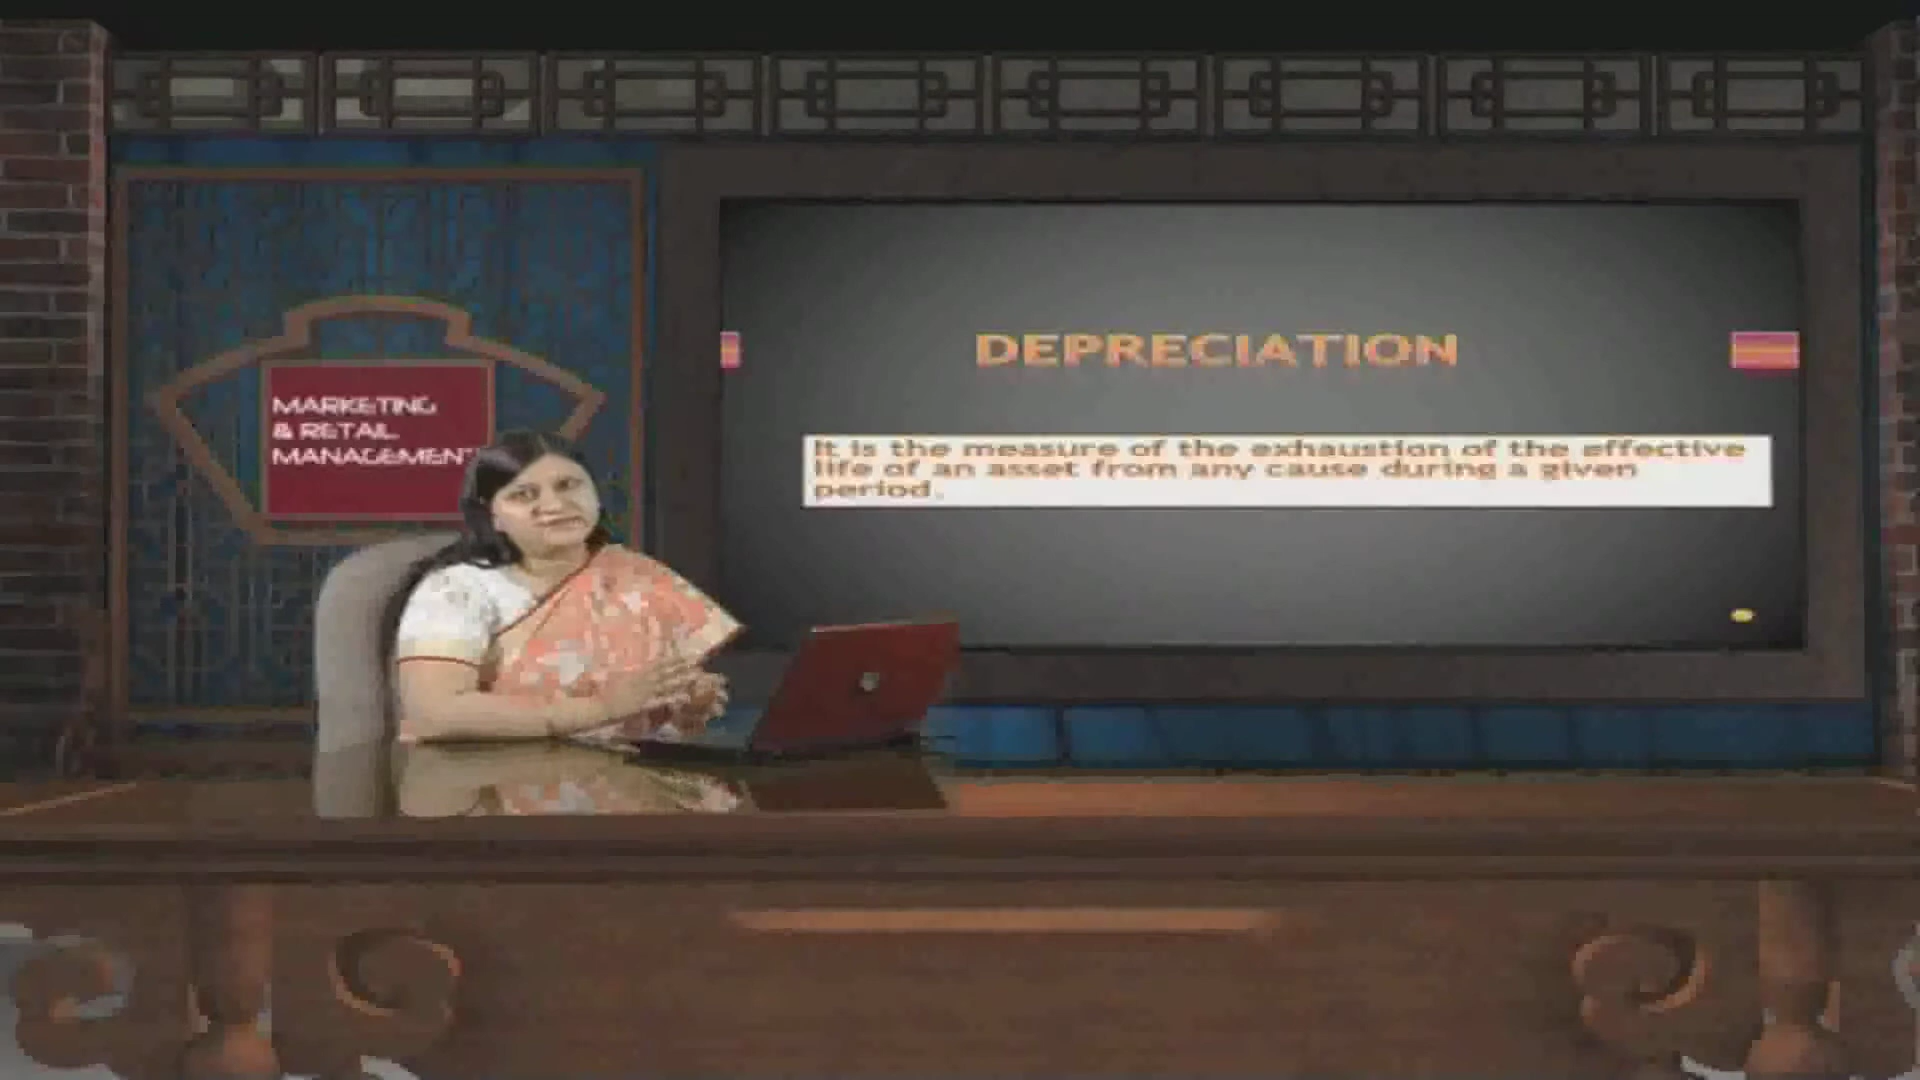 MARKETING
& RETAIL
MANAGEMENT
DEPRECIATION
It is the measure of the exhaustion of the effective
life of an asset from any cause during a given
period.